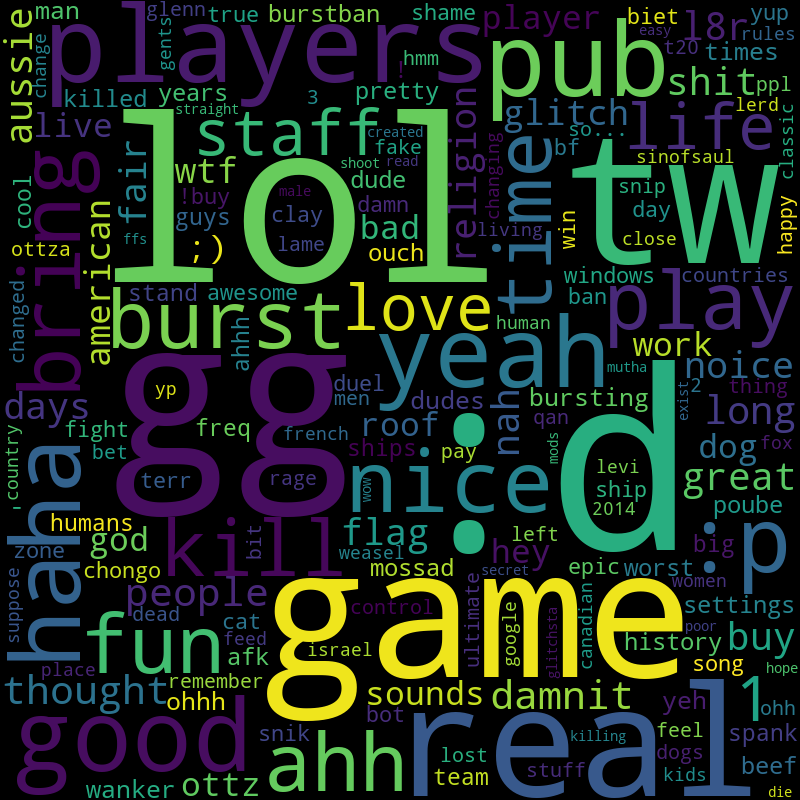 man
glenn
true
burstban
shame
player
l8r
biet
yup
easy
rules
players
pub
aussie
change
gents
!
hmm
t20
times
killed
years
3
pretty
shit
ppl
live
straight
staff
created
fake
religion
glitch
so...
life
lerd
classic
fair
wtf
shoot
read
changing
time
bf
sinofsaul
tw
bring
cool
!buy
dude
snip
male
damn
lol
american
guys
clay
bad
day
win
happy
ottza
ffs
;)
lame
ouch
living
close
changed
stand
awesome
windows
countries
ban
burst
love
human
play
ahhh
yeah
work
gg
yp
duel
men
dudes
nah
bursting
mutha
noice
thing
days
roof
qan
2
exist
long
fight
freq
french
ships
pay
mods
:d
dog
fox
country
bet
terr
rage
wow
nice
levi
ship
great
haha
2014
poube
humans
god
kill
bit
flag
left
:p
zone
weasel
hey
big
chongo
mossad
secret
epic
worst
women
suppose
people
control
ultimate
google
glitchsta
canadian
settings
dead
cat
feed
game
poor
fun
israel
history
buy
place
afk
song
hope
remember
thought
ohhh
sounds
damnit
1
ohh
good
snik
bot
real
yeh
feel
spank
ahh
killing
lost
dogs
wanker
ottz
team
stuff
kids
beef
die